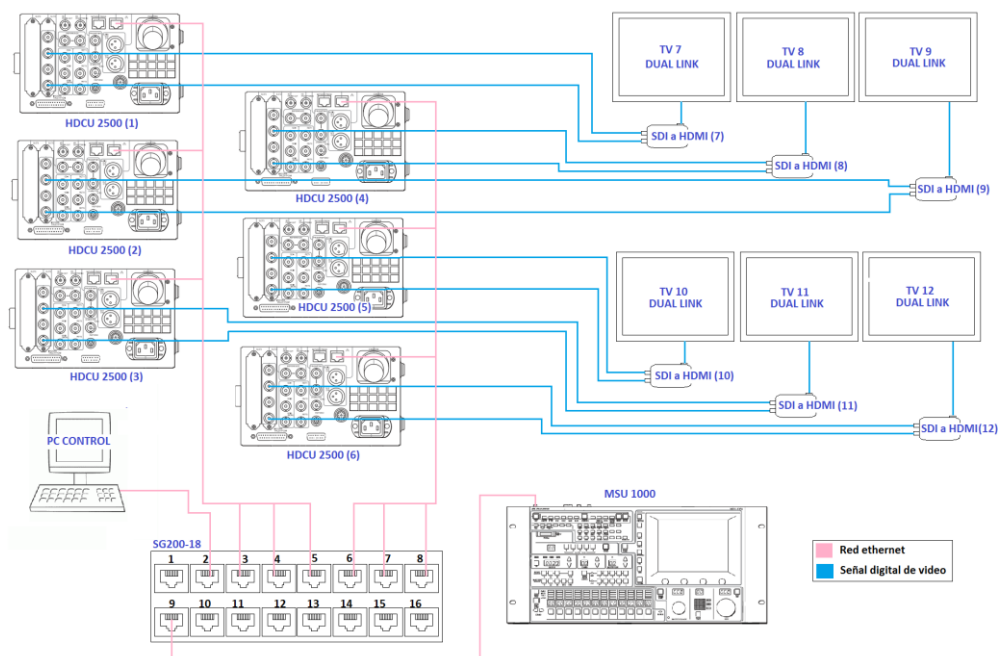 TV 7
DUAL LINK
TV 8
DUAL LINK
TV 9
DUAL LINK
HDCU 2500 (1)
SDI a HDMI (7)
SDI a HDMI (8)
SDI a HDMI (9)
HDCU 2500 (4)
HDCU 2500 (2)
TV 10
DUAL LINK
TV 11
DUAL LINK
TV 12
DUAL LINK
HDCU 2500 (5)
HDCU 2500 (3)
SDI a HDMI (10)
SDI a HDMI (11)
SDI a HDMI(12)
HDCU 2500 (6)
PC CONTROL
MSU 1000
SG200-18
1 2 3 4 5 6 7 8
9 10 11 12 13 14 15 16
Red ethernet
Señal digital de video